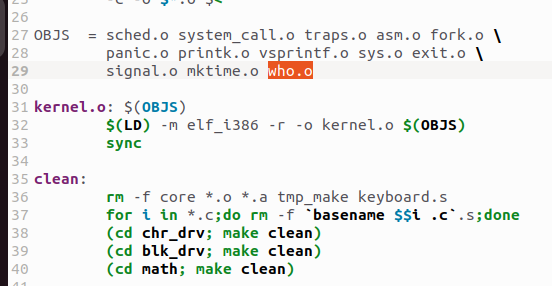 25 -c -o $*.o $<
26
27 OBJS  = sched.o system_call.o traps.o asm.o fork.o \
28         panic.o printk.o vsprintf.o sys.o exit.o \
29         signal.o mktime.o who.o
30
31 kernel.o: $(OBJS)
32         $(LD) -m elf_i386 -r -o kernel.o $(OBJS)
33         sync
34
35 clean:
36         rm -f core *.o *.a tmp_make keyboard.s
37         for i in *.c;do rm -f `basename $$i .c`.s;done
38         (cd chr_drv; make clean)
39         (cd blk_drv; make clean)
40         (cd math; make clean)
41